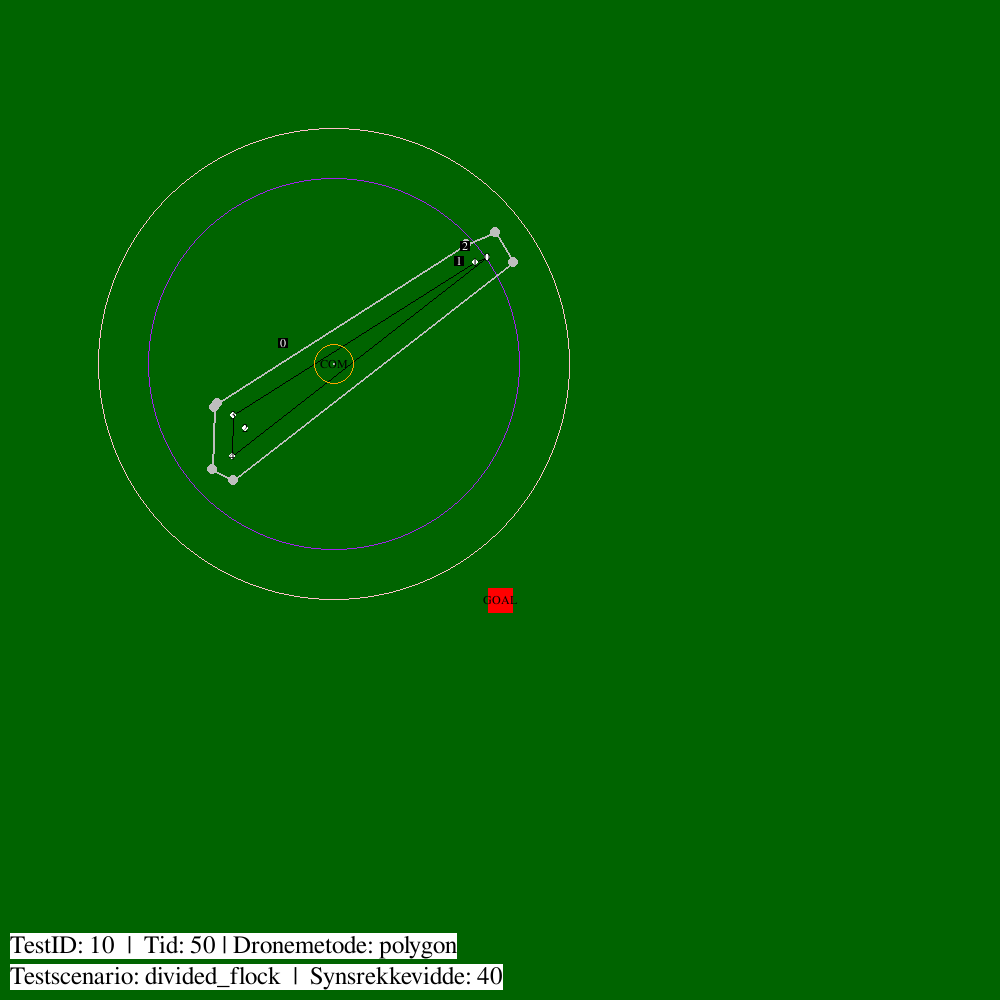 2
1
0
COM
GOAL
TestID: 10 | Tid: 50 | Dronemetode: polygon
Testscenario: divided_flock | Synsrekkevidde: 40